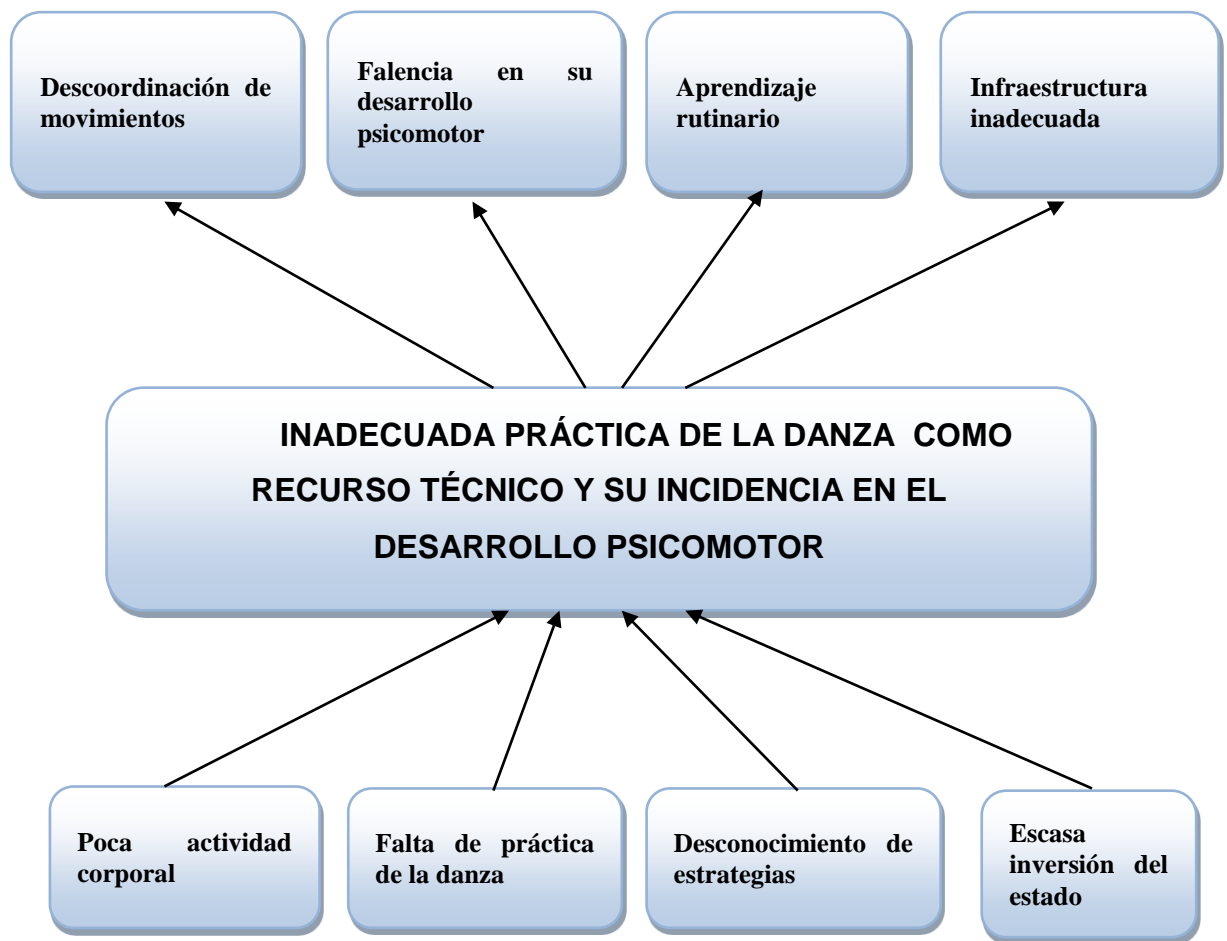 Descoordinación de
movimientos
Falencia en su
desarrollo
psicomotor
Aprendizaje
rutinario
Infraestructura
inadecuada
INADECUADA PRÁCTICA DE LA DANZA COMO
RECURSO TÉCNICO Y SU INCIDENCIA EN EL
DESARROLLO PSICOMOTOR
Poca actividad
corporal
Falta de práctica
de la danza
Desconocimiento de
estrategias
Escasa
inversión del
estado